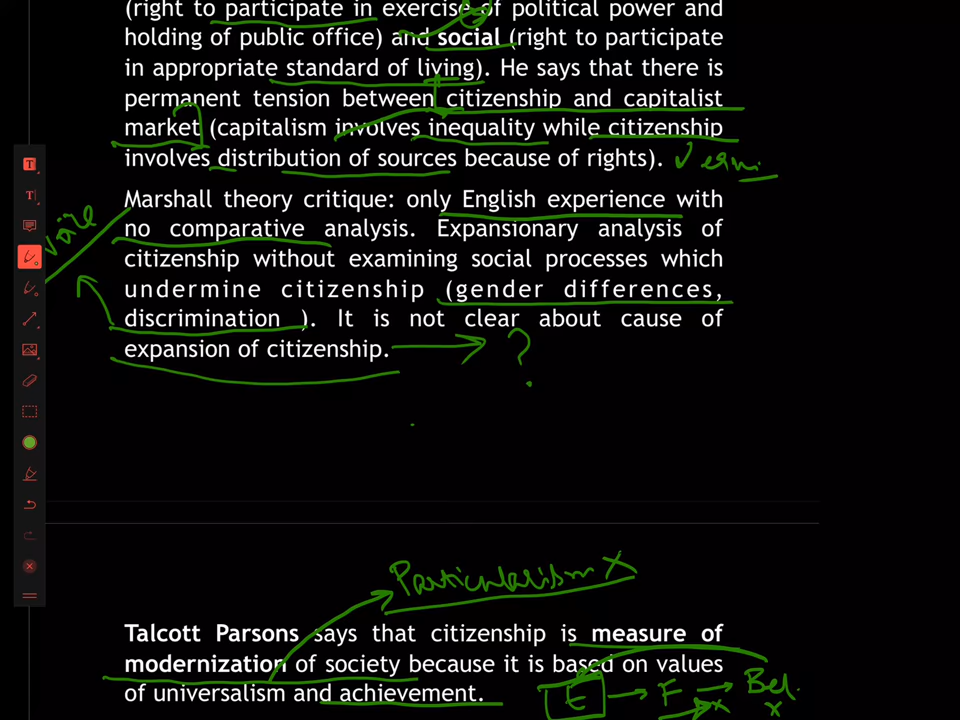 (right to participate in exercise of political power and
holding of public office) and social (right to participate
in appropriate standard of living). He says that there is
permanent tension between citizenship and capitalist
market (capitalism involves inequality while citizenship
involves distribution of sources because of rights).
Marshall theory critique: only English experience with
no comparative analysis. Expansionary analysis of
citizenship without examining social processes which
undermine citizenship (gender differences,
discrimination ). It is not clear about cause of
expansion of citizenship. ?
Particularism X
Talcott Parsons says that citizenship is measure of
modernization of society because it is based on values
of universalism and achievement. E F Bel.
x x